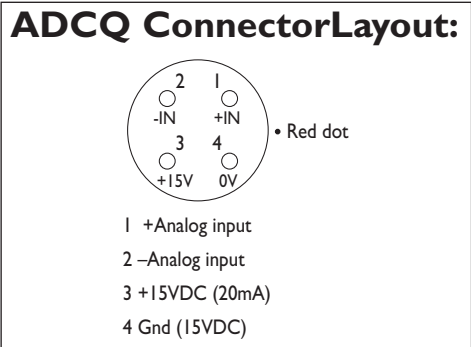 ADCQ ConnectorLayout:
2 1
-IN +IN
• Red dot
3 4
+15V 0V
1 +Analog input
2 –Analog input
3 +15VDC (20mA)
4 Gnd (15VDC)